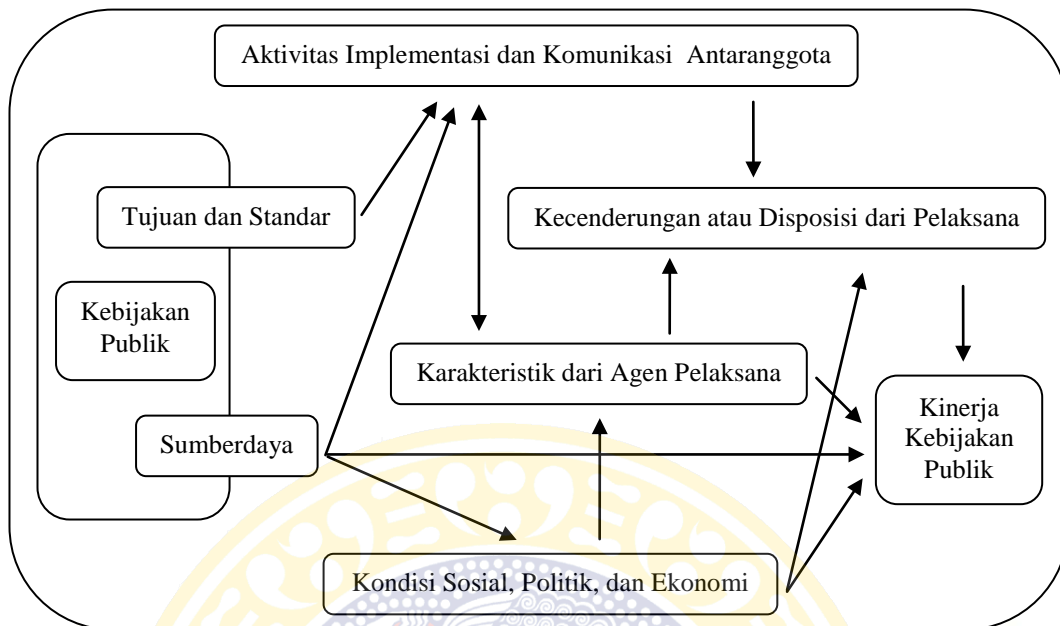 Aktivitas Implementasi dan Komunikasi Antaranggota
Tujuan dan Standar
Kecenderungan atau Disposisi dari Pelaksana
Kebijakan
Publik
Karakteristik dari Agen Pelaksana
Kinerja
Kebijakan
Publik
Sumberdaya
Kondisi Sosial, Politik, dan Ekonomi